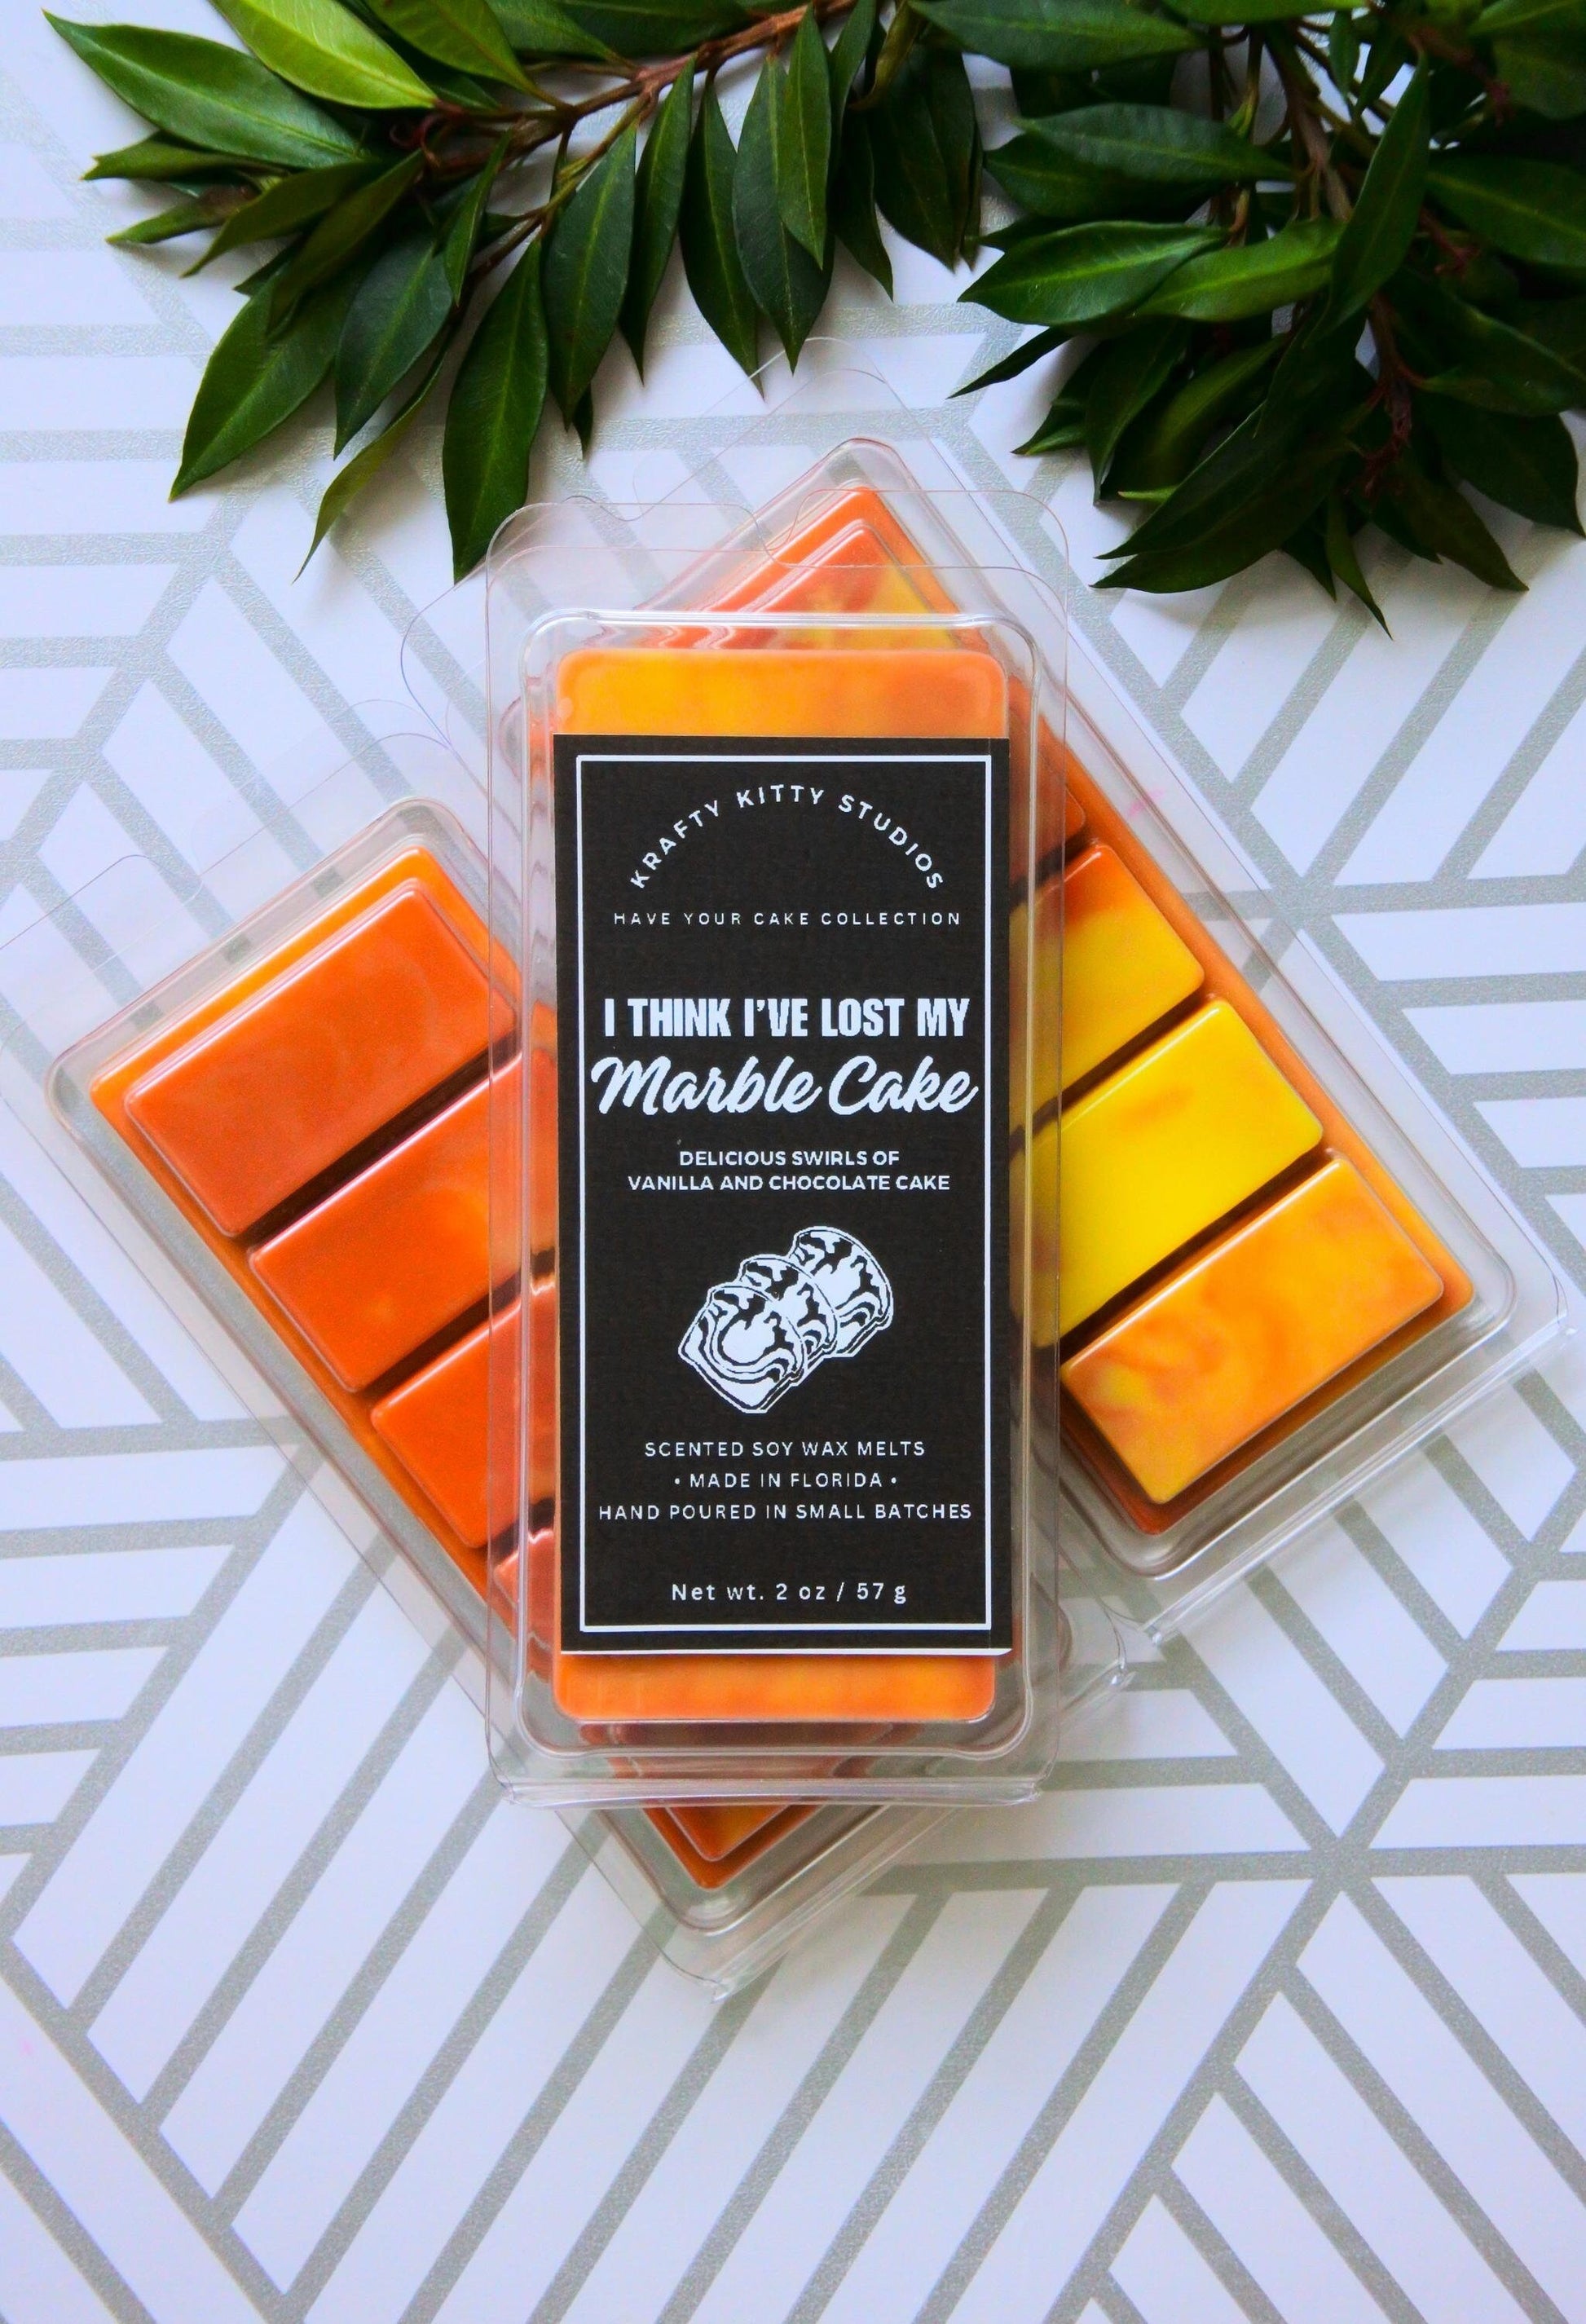 KRAFTY KITTY STUDIOS
HAVE YOUR CAKE COLLECTION
I THINK I'VE LOST MY
Marble Cake
DELICIOUS SWIRLS OF
VANILLA AND CHOCOLATE CAKE
SCENTED SOY WAX MELTS
• MADE IN FLORIDA •
HAND POURED IN SMALL BATCHES
Net wt. 2 oz / 57 g